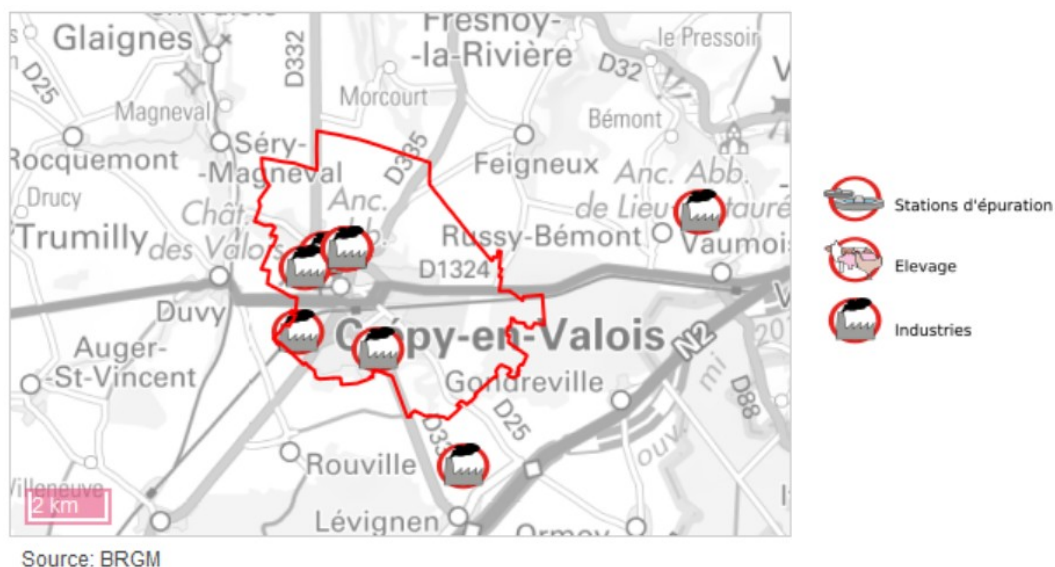 Glaignes
D332
Fresnoy-
-la-Rivière
le Pressoir
D25
D32
Magneval
Morcourt
Bémont
Rocquemont
Séry-
-Magneval
D335
Feigneux
Anc. Abb.
Drucy
Chât.
Anc.
de Lieu
Trumilly
des Valois
Russy-Bémont
Vaumois
D1324
Duvy
Crépy-en-Valois
N2
Auger-
-St-Vincent
Gondreville
D25
D88
Rouville
Lévignen
Ormoy
2 km
Stations d'épuration
Elevage
Industries
Source: BRGM